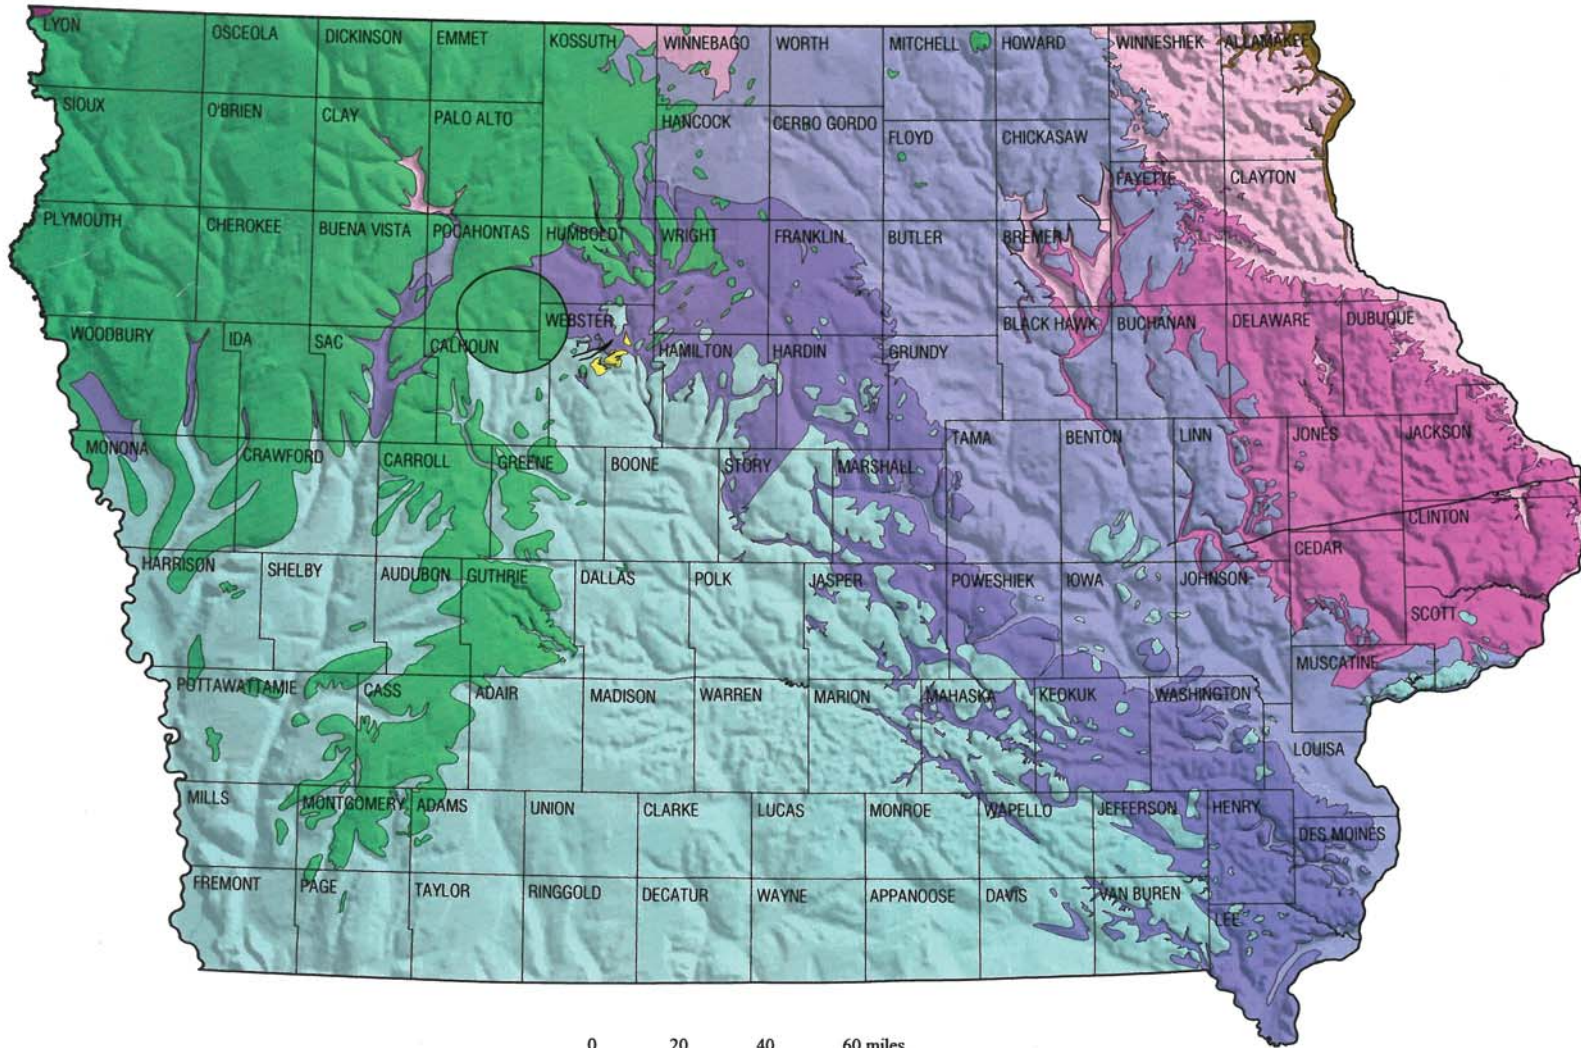 LYON OSCEOLA DICKINSON EMMET KOSSUTH WINNEBAGO WORTH MITCHELL HOWARD WINNESHIEK ALLAMAKEE
SIOUX O'BRIEN CLAY PALO ALTO HANCOCK CERRO GORDO FLOYD CHICKASAW
FAYETTE CLAYTON
PLYMOUTH CHEROKEE BUENA VISTA POCAHONTAS HUMBOLDT WRIGHT FRANKLIN BUTLER BREMER
WOODBURY IDA SAC CALHOUN WEBSTER HAMILTON HARDIN GRUNDY BLACK HAWK BUCHANAN DELAWARE DUBUQUE
MONONA CRAWFORD CARROLL GREENE BOONE STORY MARSHALL TAMA BENTON LINN JONES JACKSON
CLINTON
CEDAR
HARRISON SHELBY AUDUBON GUTHRIE DALLAS POLK JASPER POWESHIEK IOWA JOHNSON
SCOTT
MUSCATINE
POTTAWATTAMIE CASS ADAIR MADISON WARREN MARION MAHASKA KEOKUK WASHINGTON
LOUISA
MILLS MONTGOMERY ADAMS UNION CLARKE LUCAS MONROE WAPELLO JEFFERSON HENRY
DES MOINES
FREMONT PAGE TAYLOR RINGGOLD DECATUR WAYNE APPANOOSE DAVIS VAN BUREN
LEE
0 20 40 60 miles